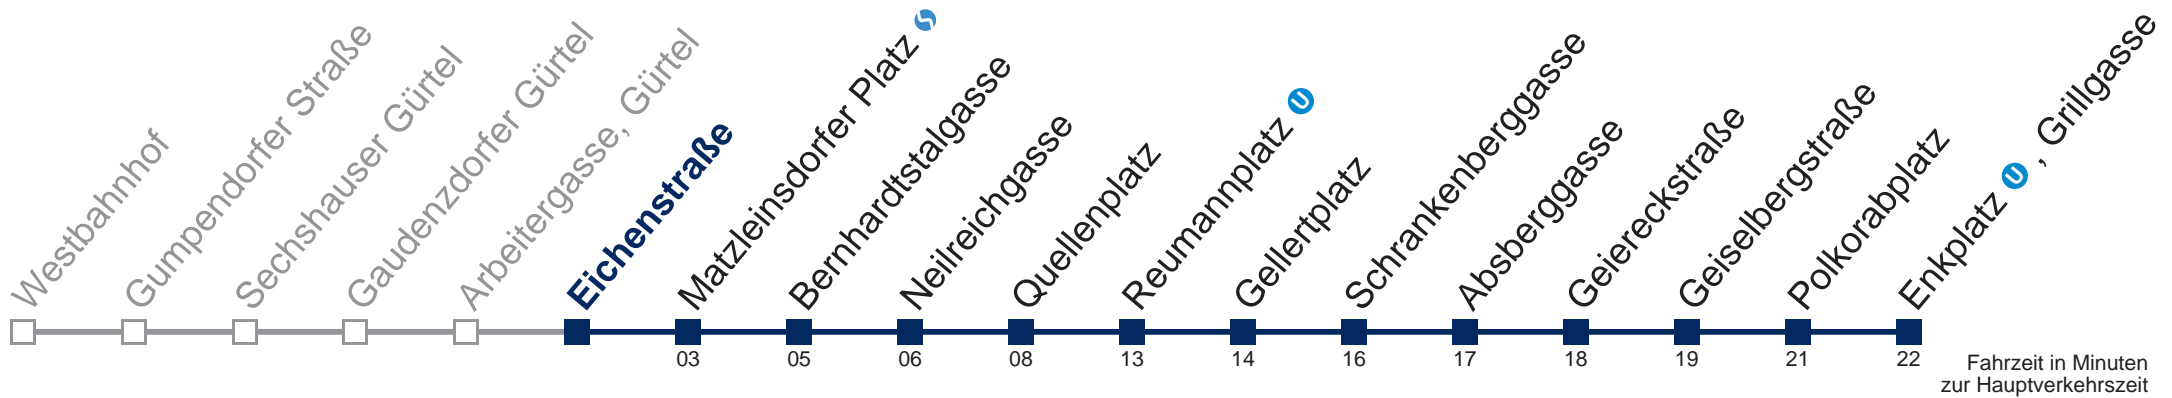 Westbahnhof
Gumpendorfer Straße
Sechshauser Gürtel
Gaudenzdorfer Gürtel
Arbeitergasse, Gürtel
Eichenstraße
Matzleinsdorfer Platz S
Bernhardtstalgasse
Neilreichgasse
Quellenplatz
Reumannplatz U
Gellertplatz
Schrankenberggasse
Absberggasse
Geiereckstraße
Geiselbergstraße
Polkorabplatz
Enkplatz U , Grillgasse
03 05 06 08 13 14 16 17 18 19 21 22
Fahrzeit in Minuten
zur Hauptverkehrszeit